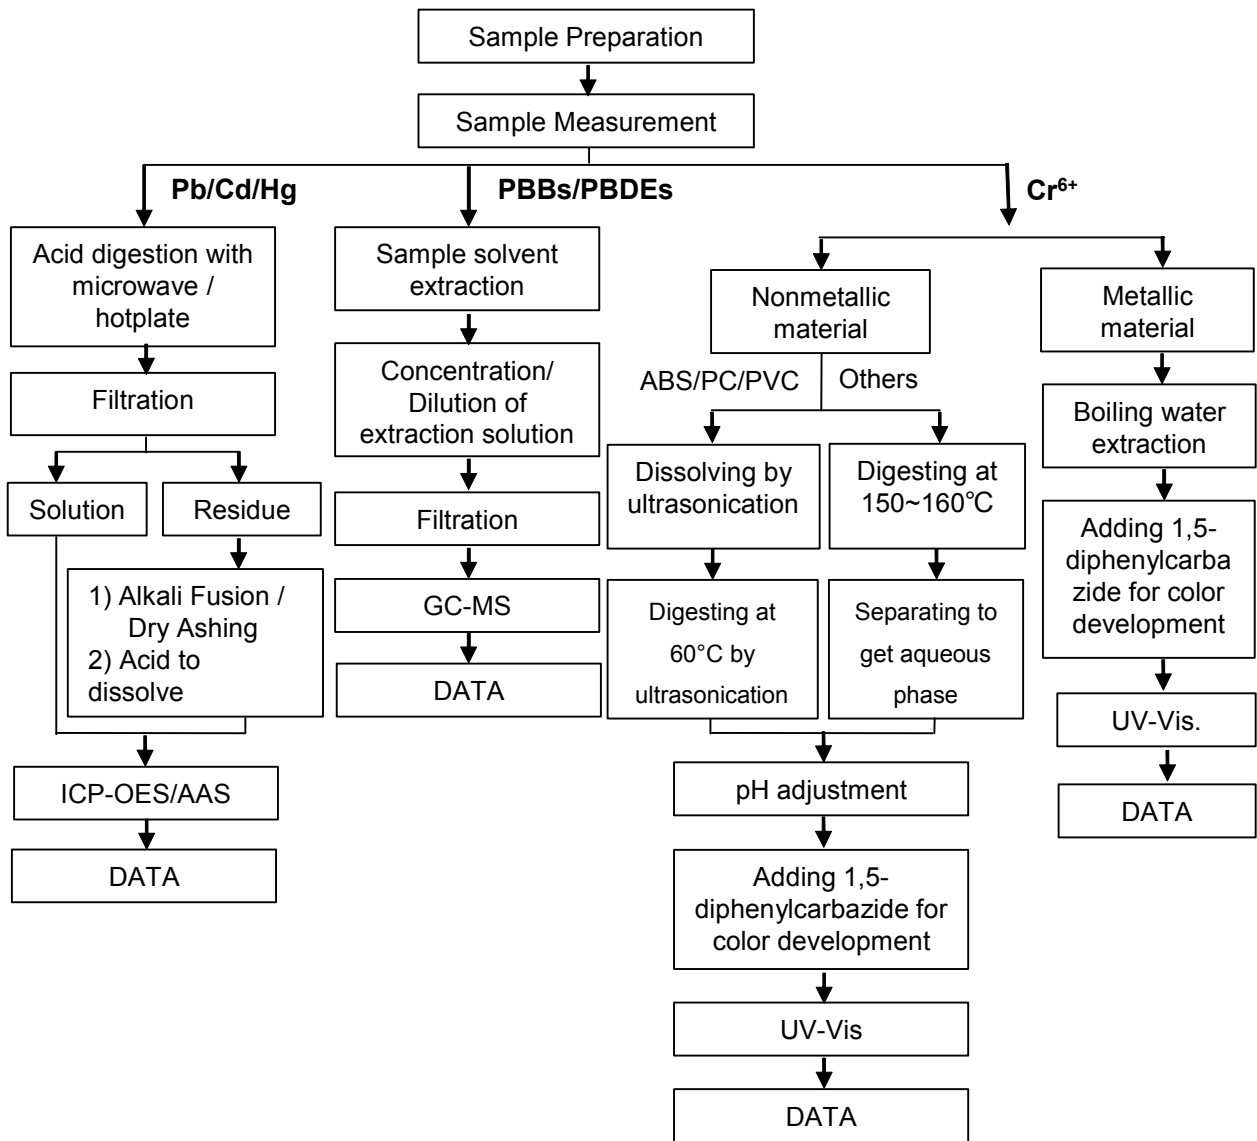 Sample Preparation
Sample Measurement
Pb/Cd/Hg
Acid digestion with
microwave /
hotplate
Filtration
Solution
Residue
1) Alkali Fusion /
Dry Ashing
2) Acid to
dissolve
ICP-OES/AAS
DATA
PBBs/PBDEs
Sample solvent
extraction
Concentration/
Dilution of
extraction solution
Filtration
GC-MS
DATA
Cr⁶⁺
Nonmetallic
material
ABS/PC/PVC
Others
Dissolving by
ultrasonication
Digesting at
60°C by
ultrasonication
Digesting at
150~160℃
Separating to
get aqueous
phase
pH adjustment
Adding 1,5-
diphenylcarbazide for
color development
UV-Vis
DATA
Metallic
material
Boiling water
extraction
Adding 1,5-
diphenylcarba
zide for color
development
UV-Vis.
DATA